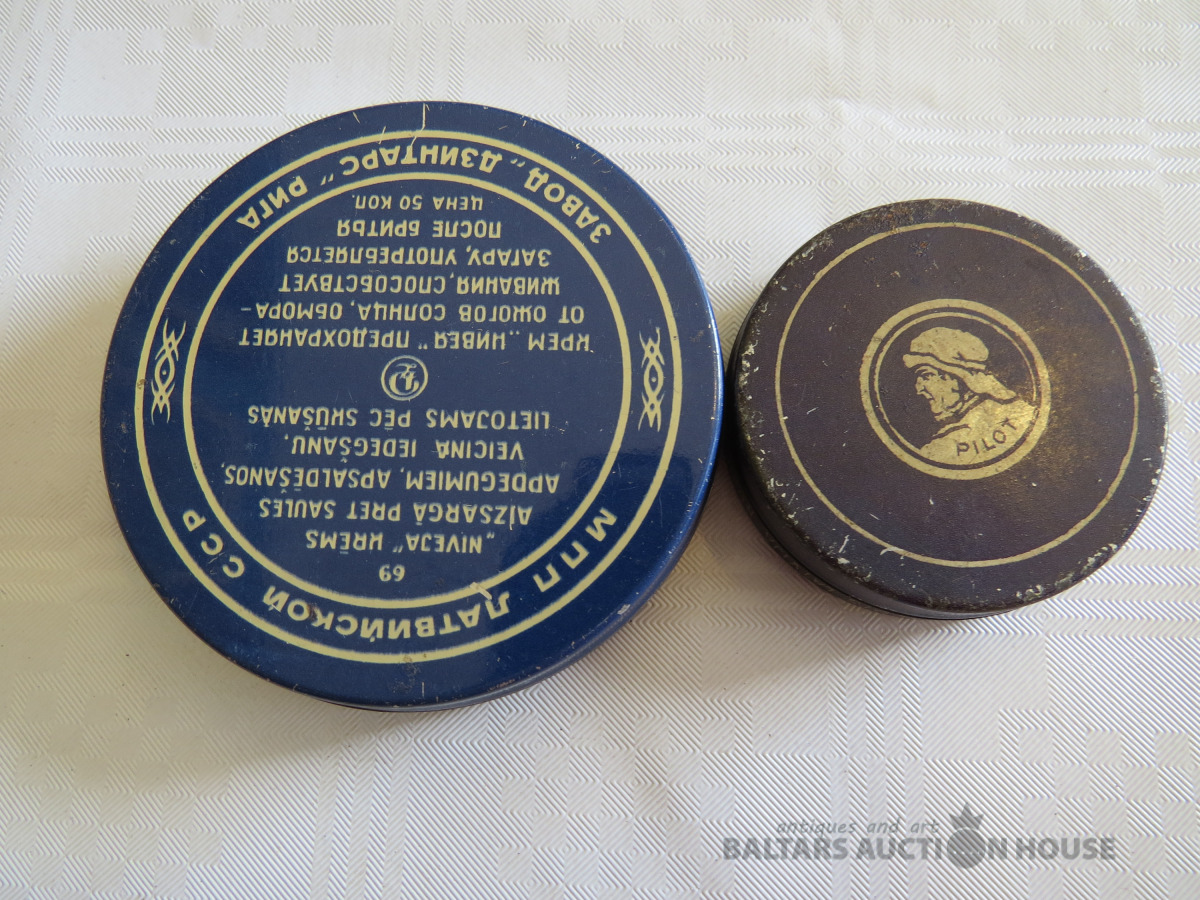 МПП ЛАТВИЙСКОЙ ССР
69
„NIVEJA“ KRĒMS
AIZSARGĀ PRET SAULES
APDEGUMIEM, APSALDĒŠANOS,
VEICINA IEDEGŠANU,
LIETOJAMS PĒC SKŪŠANĀS
КРЕМ „НИВЕЯ“ ПРЕДОХРАНЯЕТ
ОТ ОЖОГОВ СОЛНЦА, ОБМОРА-
ЖИВАНИЯ, СПОСОБСТВУЕТ
ЗАГАРУ, УПОТРЕБЛЯЕТСЯ
ПОСЛЕ БРИТЬЯ
ЦЕНА 50 КОП.
ЗАВОД „ДЗИНТАРС“ РИГА
PILOT
antiques and art
BALTARS AUCTION HOUSE